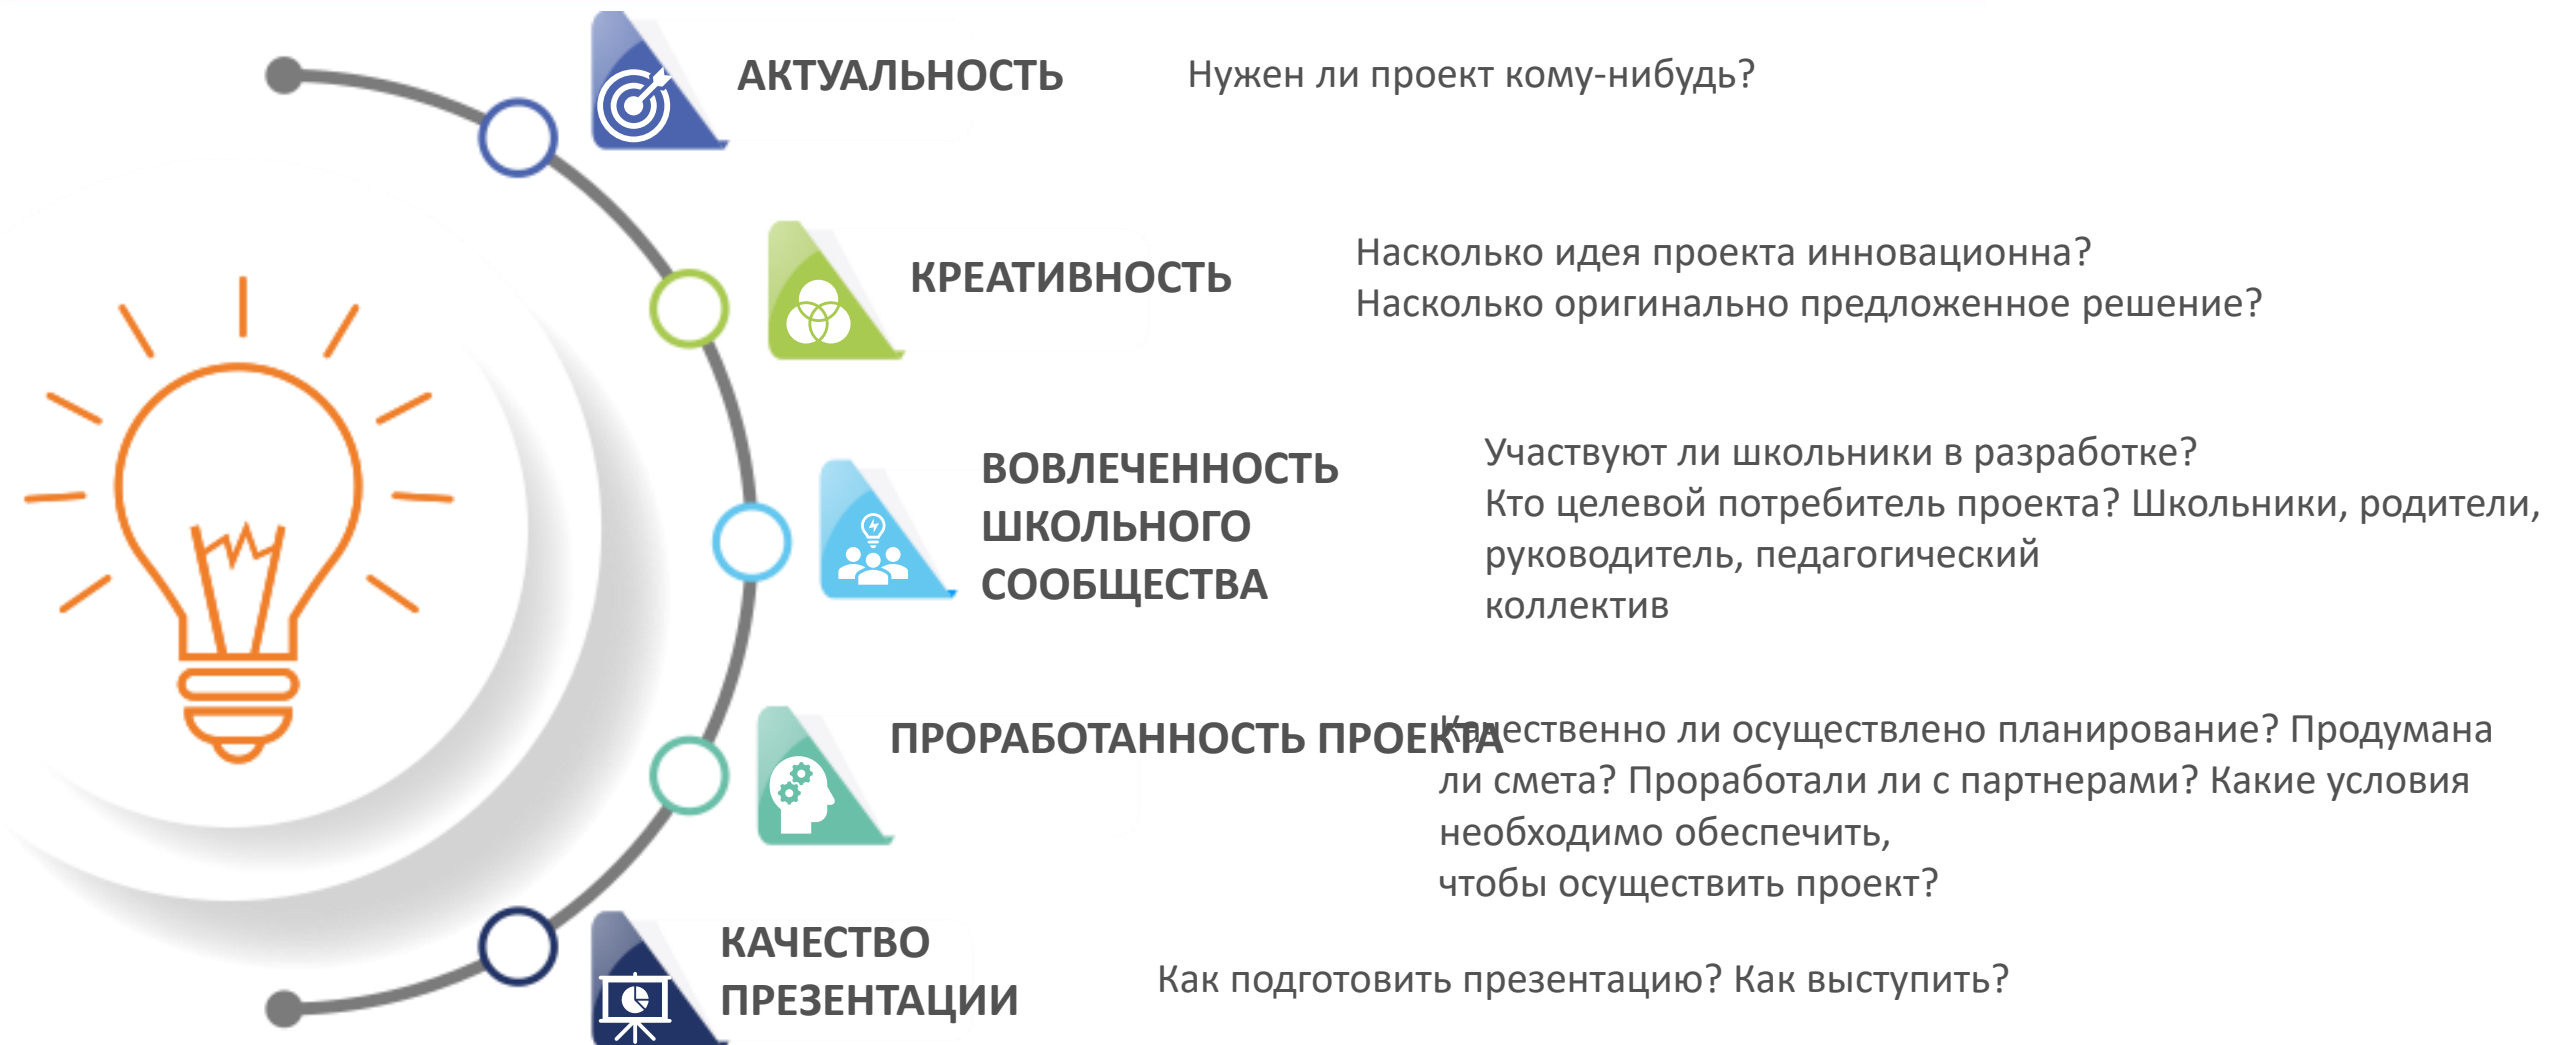 АКТУАЛЬНОСТЬ
Нужен ли проект кому-нибудь?
КРЕАТИВНОСТЬ
Насколько идея проекта инновационна?
Насколько оригинально предложенное решение?
ВОВЛЕЧЕННОСТЬ
ШКОЛЬНОГО
СООБЩЕСТВА
Участвуют ли школьники в разработке?
Кто целевой потребитель проекта? Школьники, родители,
руководитель, педагогический
коллектив
ПРОРАБОТАННОСТЬ ПРОЕКТА
Качественно ли осуществлено планирование? Продумана
ли смета? Проработали ли с партнерами? Какие условия
необходимо обеспечить,
чтобы осуществить проект?
КАЧЕСТВО
ПРЕЗЕНТАЦИИ
Как подготовить презентацию? Как выступить?